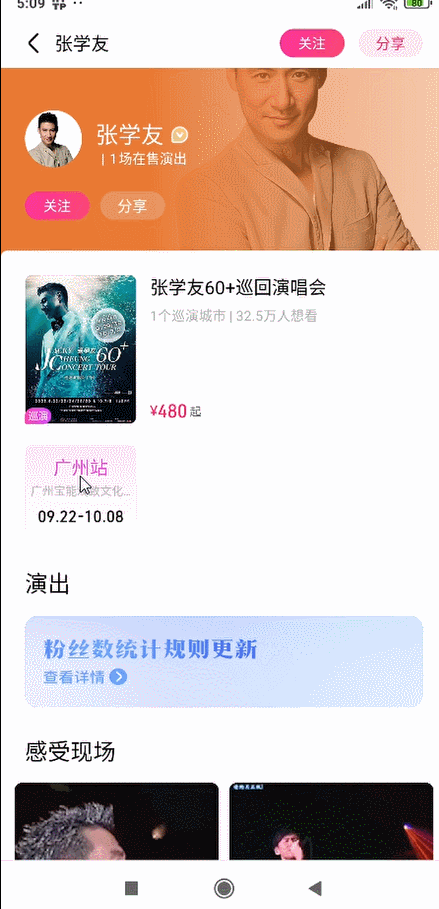 5:09
80
张学友
关注
分享
张学友
| 1场在售演出
关注
分享
张学友60+巡回演唱会
1个巡演城市 | 32.5万人想看
JACKY 张学友 60+
CHEUNG CONCERT TOUR
巡演
¥480 起
广州站
广州宝能
文化...
09.22-10.08
演出
粉丝数统计规则更新
查看详情
感受现场